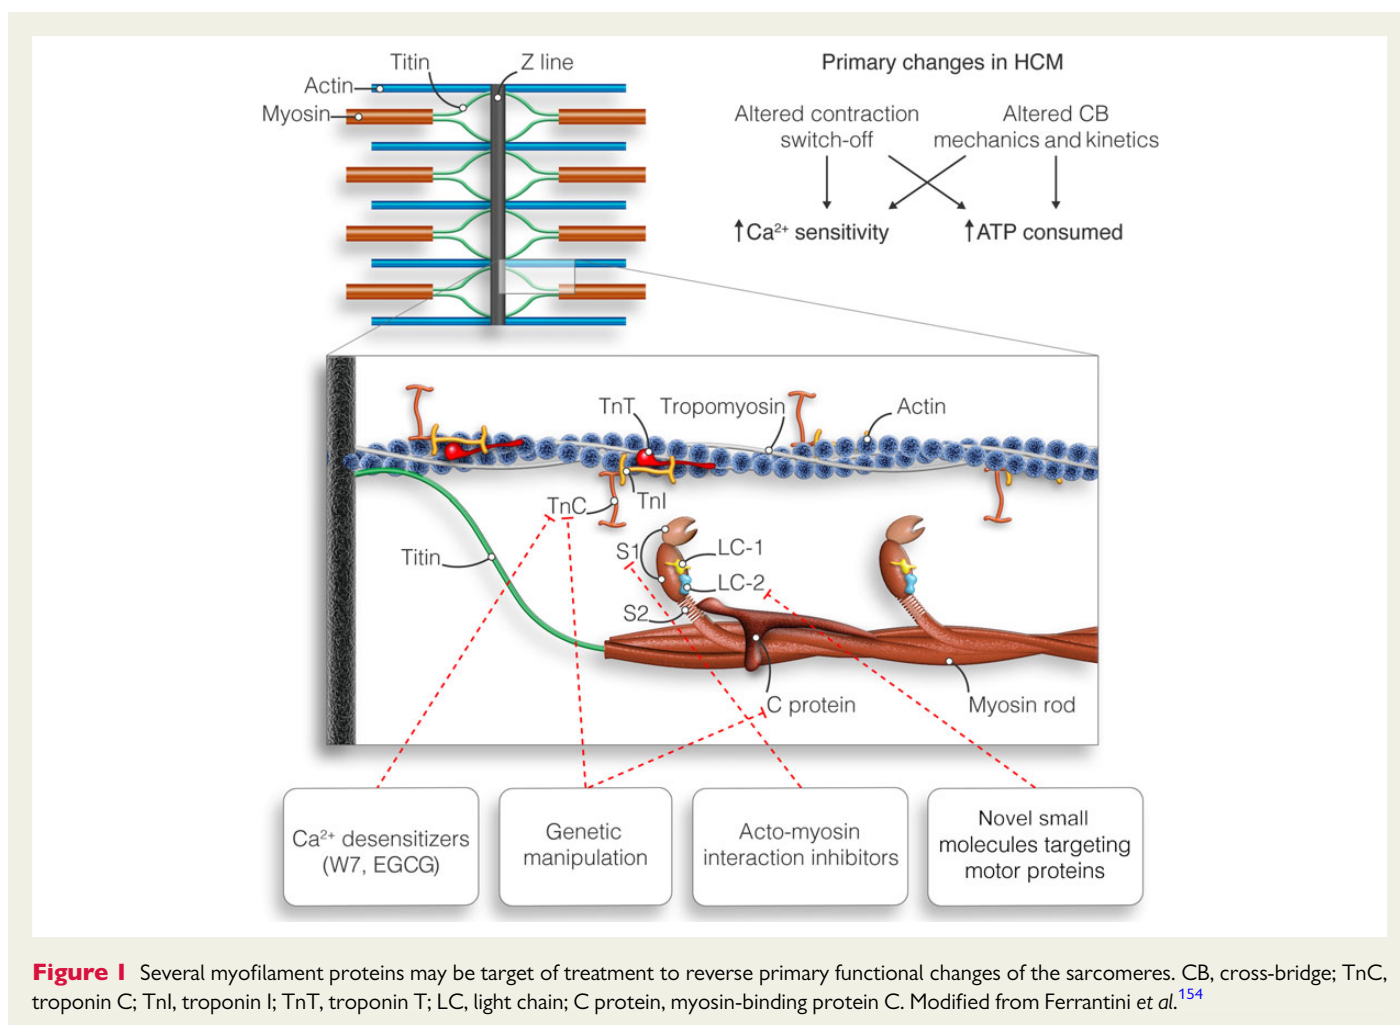 Titin
Z line
Actin
Myosin
Primary changes in HCM
Altered contraction
switch-off
Altered CB
mechanics and kinetics
↑Ca²⁺ sensitivity
↑ATP consumed
TnT
Tropomyosin
Actin
TnC
TnI
Titin
S1
LC-1
LC-2
S2
C protein
Myosin rod
Ca²⁺ desensitizers
(W7, EGCG)
Genetic
manipulation
Acto-myosin
interaction inhibitors
Novel small
molecules targeting
motor proteins
Figure 1 Several myofilament proteins may be target of treatment to reverse primary functional changes of the sarcomeres. CB, cross-bridge; TnC,
troponin C; TnI, troponin I; TnT, troponin T; LC, light chain; C protein, myosin-binding protein C. Modified from Ferrantini et al.¹⁵⁴